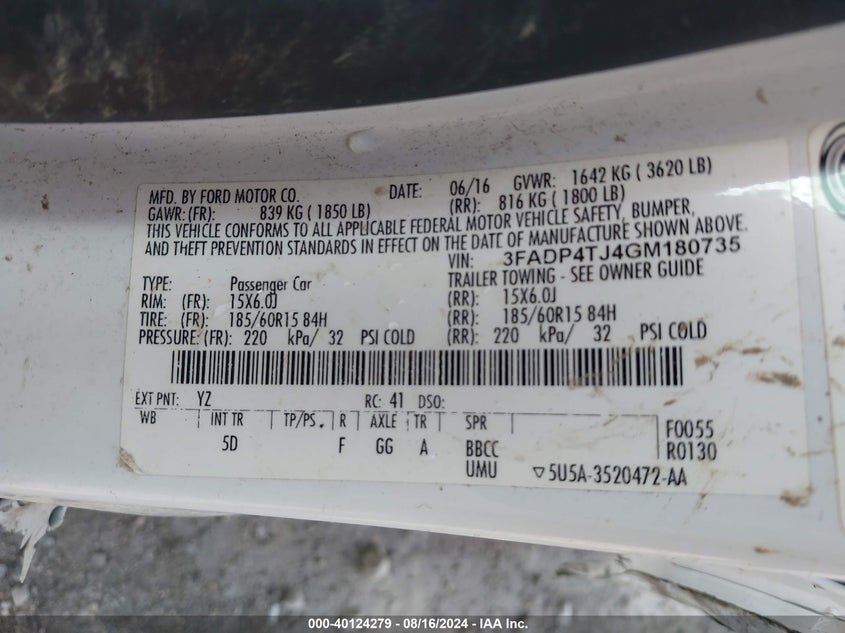 MFD. BY FORD MOTOR CO. DATE: 06/16 GVWR: 1642 KG ( 3620 LB)
GAWR: (FR): 839 KG ( 1850 LB) (RR): 816 KG ( 1800 LB)
THIS VEHICLE CONFORMS TO ALL APPLICABLE FEDERAL MOTOR VEHICLE SAFETY, BUMPER,
AND THEFT PREVENTION STANDARDS IN EFFECT ON THE DATE OF MANUFACTURE SHOWN ABOVE.
VIN: 3FADP4TJ4GM180735
TYPE: Passenger Car TRAILER TOWING - SEE OWNER GUIDE
RIM: (FR): 15X6.0J (RR): 15X6.0J
TIRE: (FR): 185/60R15 84H (RR): 185/60R15 84H
PRESSURE: (FR): 220 kPa/ 32 PSI COLD (RR): 220 kPa/ 32 PSI COLD
EXT PNT: YZ RC: 41 DSO:
WB INT TR TP/PS. R AXLE TR SPR F0055
5D F GG A BBCC R0130
UMU ▽5U5A-3520472-AA
000-40124279 - 08/16/2024 - IAA Inc.